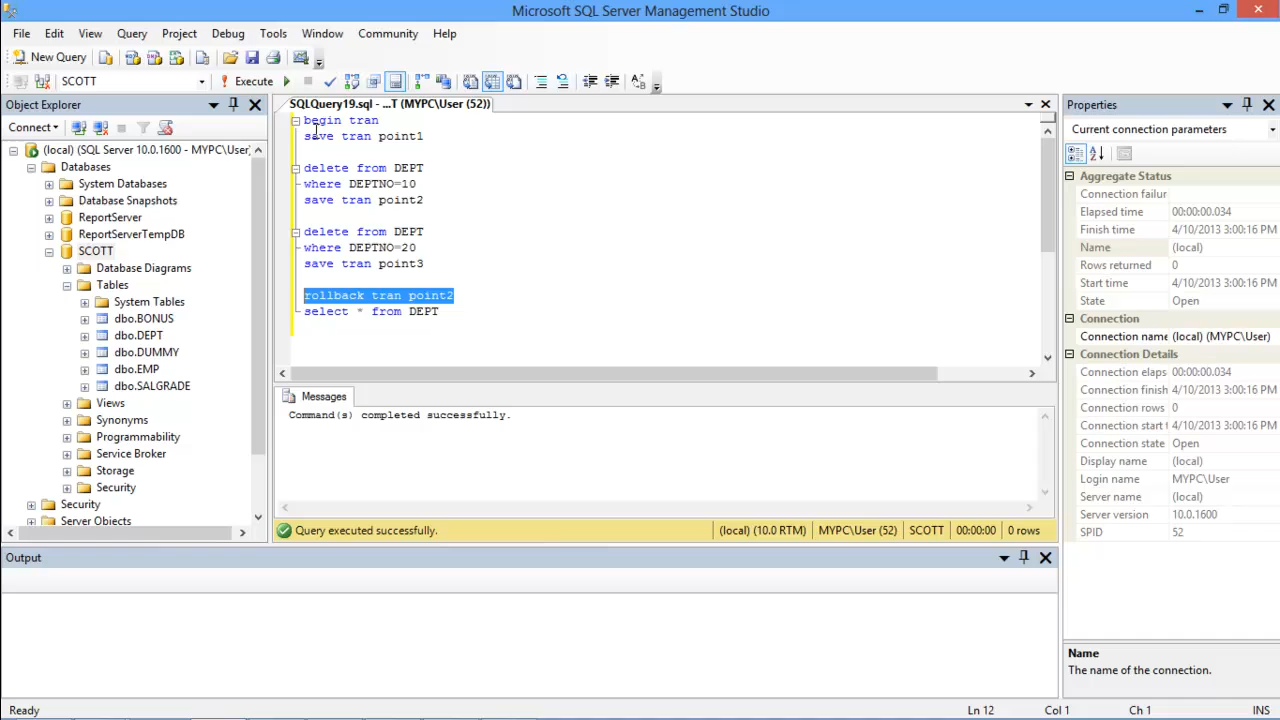 Microsoft SQL Server Management Studio
File Edit View Query Project Debug Tools Window Community Help
New Query
SCOTT Execute
Object Explorer
Connect
(local) (SQL Server 10.0.1600 - MYPC\User)
Databases
System Databases
Database Snapshots
ReportServer
ReportServerTempDB
SCOTT
Database Diagrams
Tables
System Tables
dbo.BONUS
dbo.DEPT
dbo.DUMMY
dbo.EMP
dbo.SALGRADE
Views
Synonyms
Programmability
Service Broker
Storage
Security
Security
Server Objects
SQLQuery19.sql - ...T (MYPC\User (52))
begin tran
save tran point1
delete from DEPT
where DEPTNO=10
save tran point2
delete from DEPT
where DEPTNO=20
save tran point3
rollback tran point2
select * from DEPT
Messages
Command(s) completed successfully.
Query executed successfully. (local) (10.0 RTM) MYPC\User (52) SCOTT 00:00:00 0 rows
Properties
Current connection parameters
Aggregate Status
Connection failur
Elapsed time 00:00:00.034
Finish time 4/10/2013 3:00:16 PM
Name (local)
Rows returned 0
Start time 4/10/2013 3:00:16 PM
State Open
Connection
Connection name (local) (MYPC\User)
Connection Details
Connection elaps 00:00:00.034
Connection finish 4/10/2013 3:00:16 PM
Connection rows 0
Connection start t 4/10/2013 3:00:16 PM
Connection state Open
Display name (local)
Login name MYPC\User
Server name (local)
Server version 10.0.1600
SPID 52
Name
The name of the connection.
Output
Ready Ln 12 Col 1 Ch 1 INS